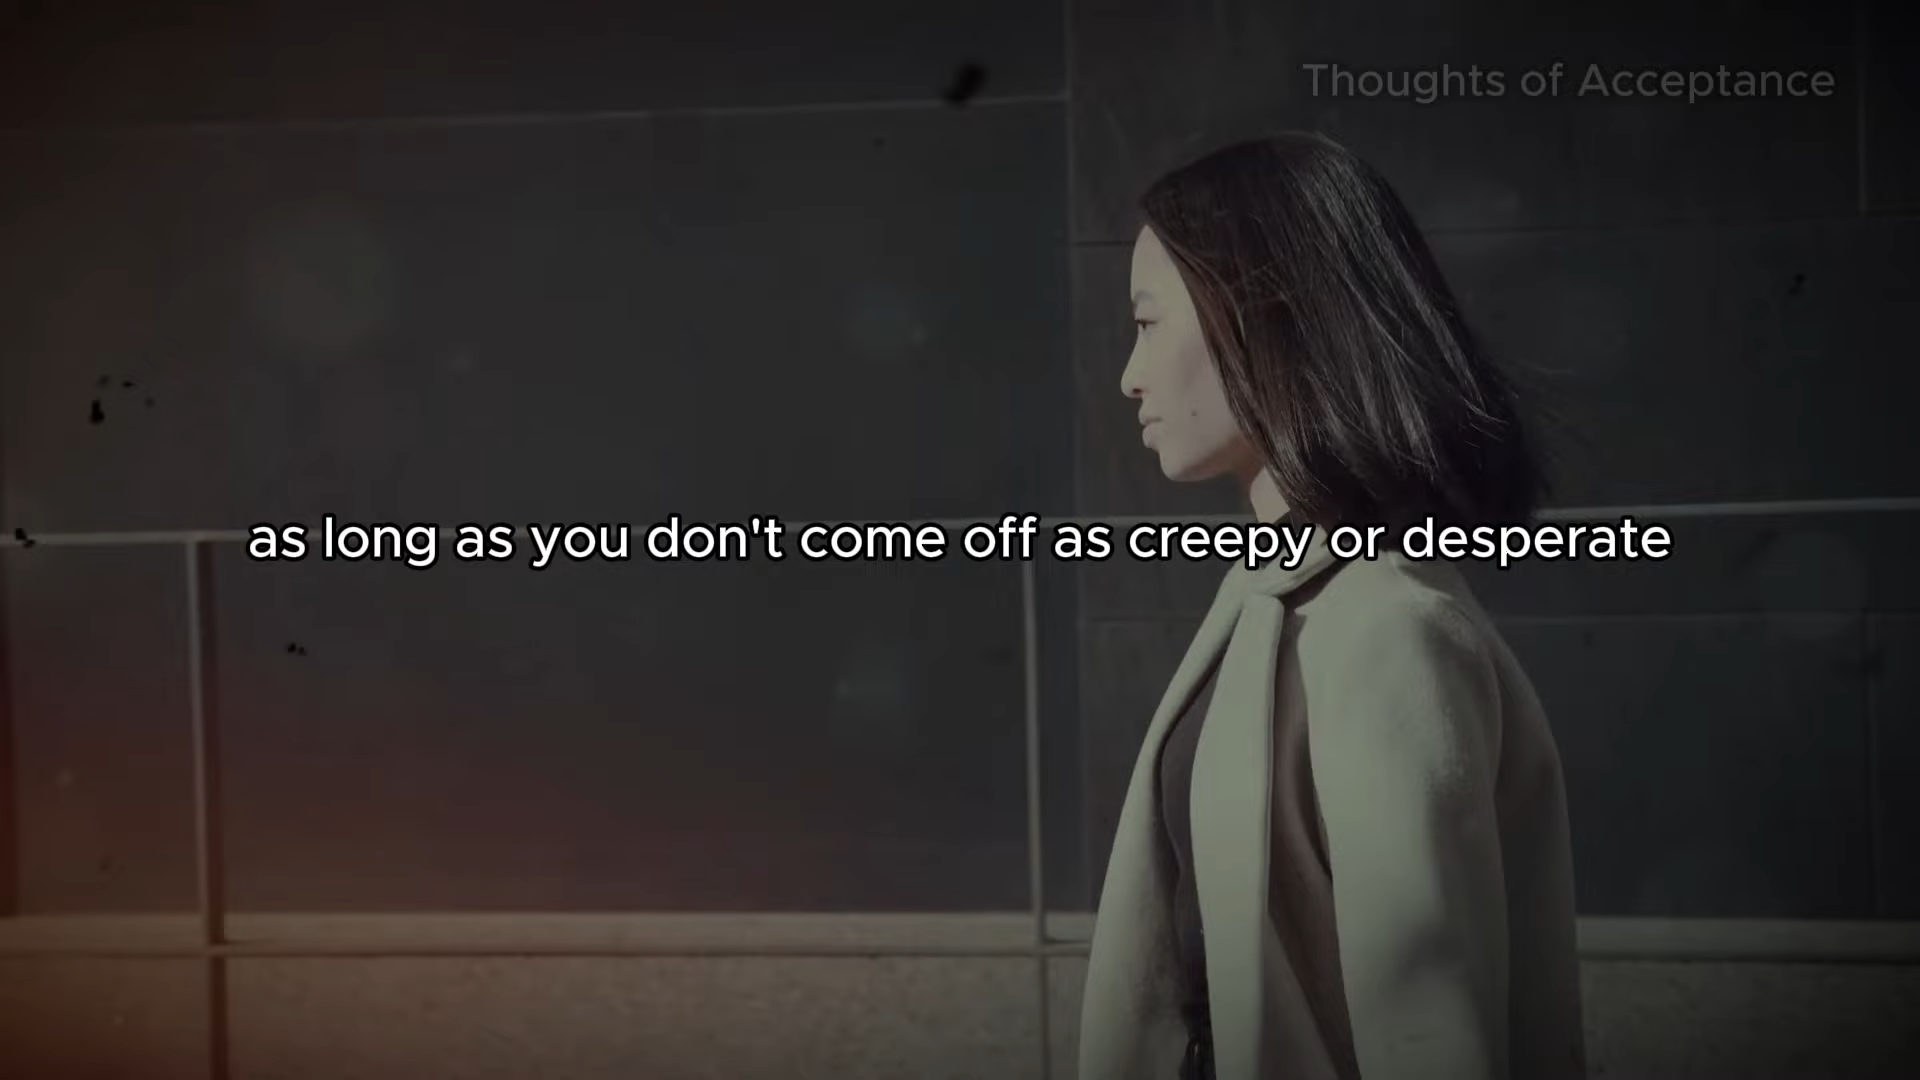 Thoughts of Acceptance
as long as you don't come off as creepy or desperate